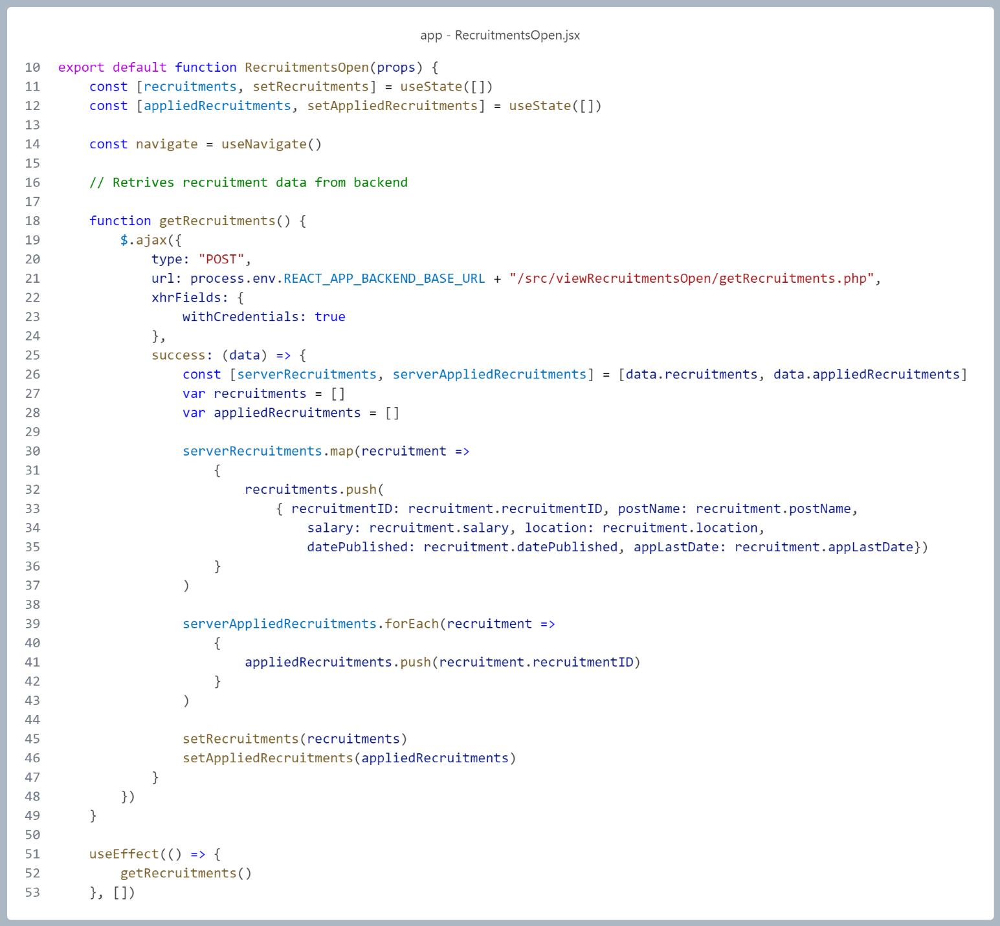 app - RecruitmentsOpen.jsx
10 export default function RecruitmentsOpen(props) {
11     const [recruitments, setRecruitments] = useState([])
12     const [appliedRecruitments, setAppliedRecruitments] = useState([])
13
14     const navigate = useNavigate()
15
16     // Retrives recruitment data from backend
17
18     function getRecruitments() {
19         $.ajax({
20             type: "POST",
21             url: process.env.REACT_APP_BACKEND_BASE_URL + "/src/viewRecruitmentsOpen/getRecruitments.php",
22             xhrFields: {
23                 withCredentials: true
24             },
25             success: (data) => {
26                 const [serverRecruitments, serverAppliedRecruitments] = [data.recruitments, data.appliedRecruitments]
27                 var recruitments = []
28                 var appliedRecruitments = []
29
30                 serverRecruitments.map(recruitment =>
31                     {
32                         recruitments.push(
33                             { recruitmentID: recruitment.recruitmentID, postName: recruitment.postName,
34                                 salary: recruitment.salary, location: recruitment.location,
35                                 datePublished: recruitment.datePublished, appLastDate: recruitment.appLastDate})
36                     }
37                 )
38
39                 serverAppliedRecruitments.forEach(recruitment =>
40                     {
41                         appliedRecruitments.push(recruitment.recruitmentID)
42                     }
43                 )
44
45                 setRecruitments(recruitments)
46                 setAppliedRecruitments(appliedRecruitments)
47             }
48         })
49     }
50
51     useEffect(() => {
52         getRecruitments()
53     }, [])